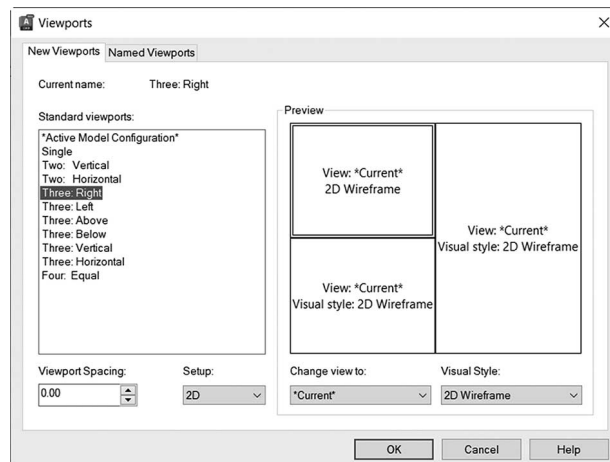 Viewports
New Viewports
Named Viewports
Current name: Three: Right
Standard viewports:
*Active Model Configuration*
Single
Two: Vertical
Two: Horizontal
Three: Right
Three: Left
Three: Above
Three: Below
Three: Vertical
Three: Horizontal
Four: Equal
Viewport Spacing:
0.00
Setup:
2D
Preview
View: *Current*
2D Wireframe
View: *Current*
Visual style: 2D Wireframe
View: *Current*
Visual style: 2D Wireframe
Change view to:
*Current*
Visual Style:
2D Wireframe
OK
Cancel
Help